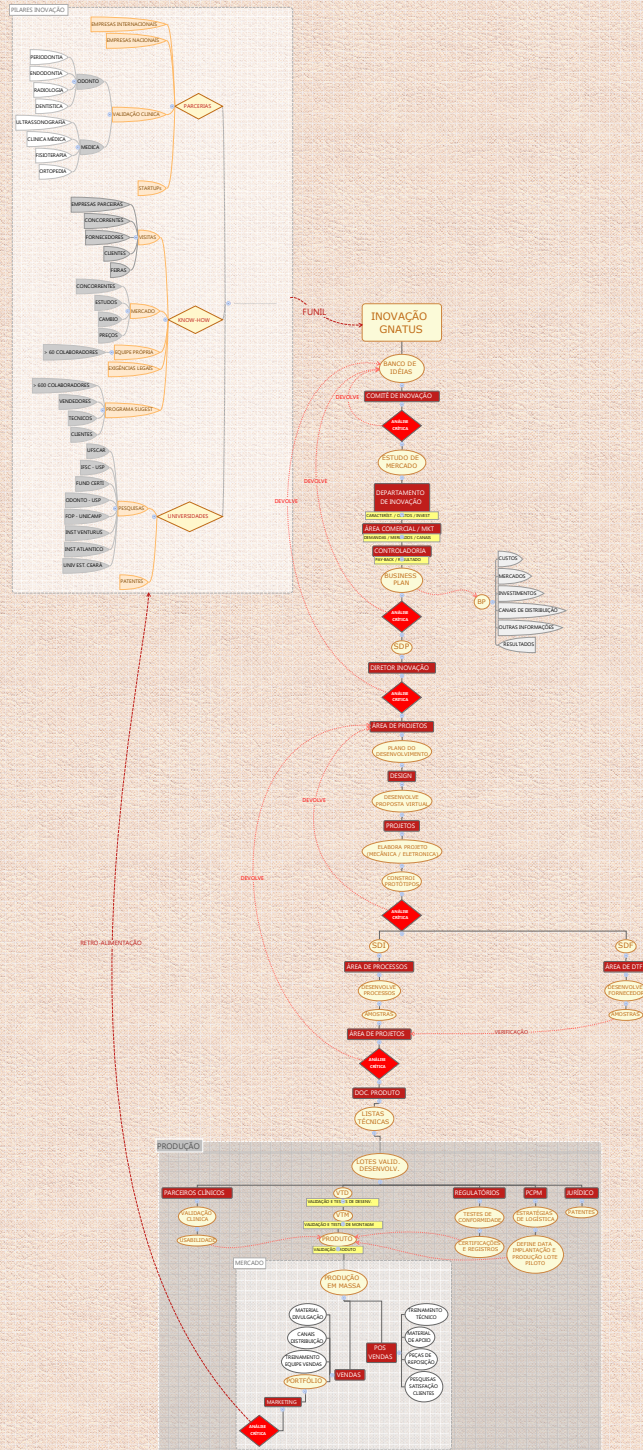 PILARES INOVAÇÃO
EMPRESAS INTERNACIONAIS
EMPRESAS NACIONAIS
PERIODONTIA
ENDODONTIA
RADIOLOGIA
DENTISTICA
ODONTO
ULTRASSONOGRAFIA
CLINICA MÉDICA
FISIOTERAPIA
ORTOPEDIA
MEDICA
VALIDAÇÃO CLINICA
PARCERIAS
STARTUPs
EMPRESAS PARCEIRAS
CONCORRENTES
FORNECEDORES
CLIENTES
FEIRAS
VISITAS
CONCORRENTES
ESTUDOS
CAMBIO
PREÇOS
MERCADO
KNOW-HOW
> 60 COLABORADORES
EQUIPE PRÓPRIA
EXIGÊNCIAS LEGAIS
> 600 COLABORADORES
VENDEDORES
TECNICOS
CLIENTES
PROGRAMA SUGEST
UFSCAR
IFSC - USP
FUND CERTI
ODONTO - USP
FOP - UNICAMP
INST VENTURUS
INST ATLANTICO
UNIV EST. CEARÁ
PESQUISAS
UNIVERSIDADES
PATENTES
FUNIL
INOVAÇÃO
GNATUS
BANCO DE
IDÉIAS
COMITÊ DE INOVAÇÃO
DEVOLVE
ANÁLISE
CRÍTICA
ESTUDO DE
MERCADO
DEVOLVE
DEVOLVE
DEPARTAMENTO
DE INOVAÇÃO
ÁREA COMERCIAL / MKT
CONTROLADORIA
BUSINESS
PLAN
BP
CUSTOS
MERCADOS
INVESTIMENTOS
CANAIS DE DISTRIBUIÇÃO
OUTRAS INFORMAÇÕES
RESULTADOS
ANÁLISE
CRÍTICA
SDP
DIRETOR INOVAÇÃO
ANÁLISE
CRÍTICA
ÁREA DE PROJETOS
PLANO DO
DESENVOLVIMENTO
DESIGN
DESENVOLVE
PROPOSTA VIRTUAL
DEVOLVE
PROJETOS
ELABORA PROJETO
(MECÂNICA / ELETRONICA)
DEVOLVE
CONSTROI
PROTÓTIPOS
ANÁLISE
CRÍTICA
RETRO-ALIMENTAÇÃO
SDI
SDF
ÁREA DE PROCESSOS
ÁREA DE DTF
DESENVOLVE
PROCESSOS
DESENVOLVE
FORNECEDOR
AMOSTRAS
AMOSTRAS
ÁREA DE PROJETOS
VERIFICAÇÃO
ANÁLISE
CRÍTICA
DOC. PRODUTO
LISTAS
TÉCNICAS
PRODUÇÃO
LOTES VALID.
DESENVOLV.
PARCEIROS CLÍNICOS
VTD
REGULATÓRIOS
PCPM
JURÍDICO
VALIDAÇÃO
CLINICA
USABILIDADE
VTM
PRODUTO
TESTES DE
CONFORMIDADE
CERTIFICAÇÕES
E REGISTROS
ESTRATÉGIAS
DE LOGÍSTICA
DEFINE DATA
IMPLANTAÇÃO E
PRODUÇÃO LOTE
PILOTO
PATENTES
MERCADO
PRODUÇÃO
EM MASSA
MATERIAL
DIVULGAÇÃO
CANAIS
DISTRIBUIÇÃO
TREINAMENTO
EQUIPE VENDAS
PORTFÓLIO
VENDAS
POS
VENDAS
TREINAMENTO
TÉCNICO
MATERIAL
DE APOIO
PEÇAS DE
REPOSIÇÃO
PESQUISAS
SATISFAÇÃO
CLIENTES
MARKETING
ANÁLISE
CRÍTICA